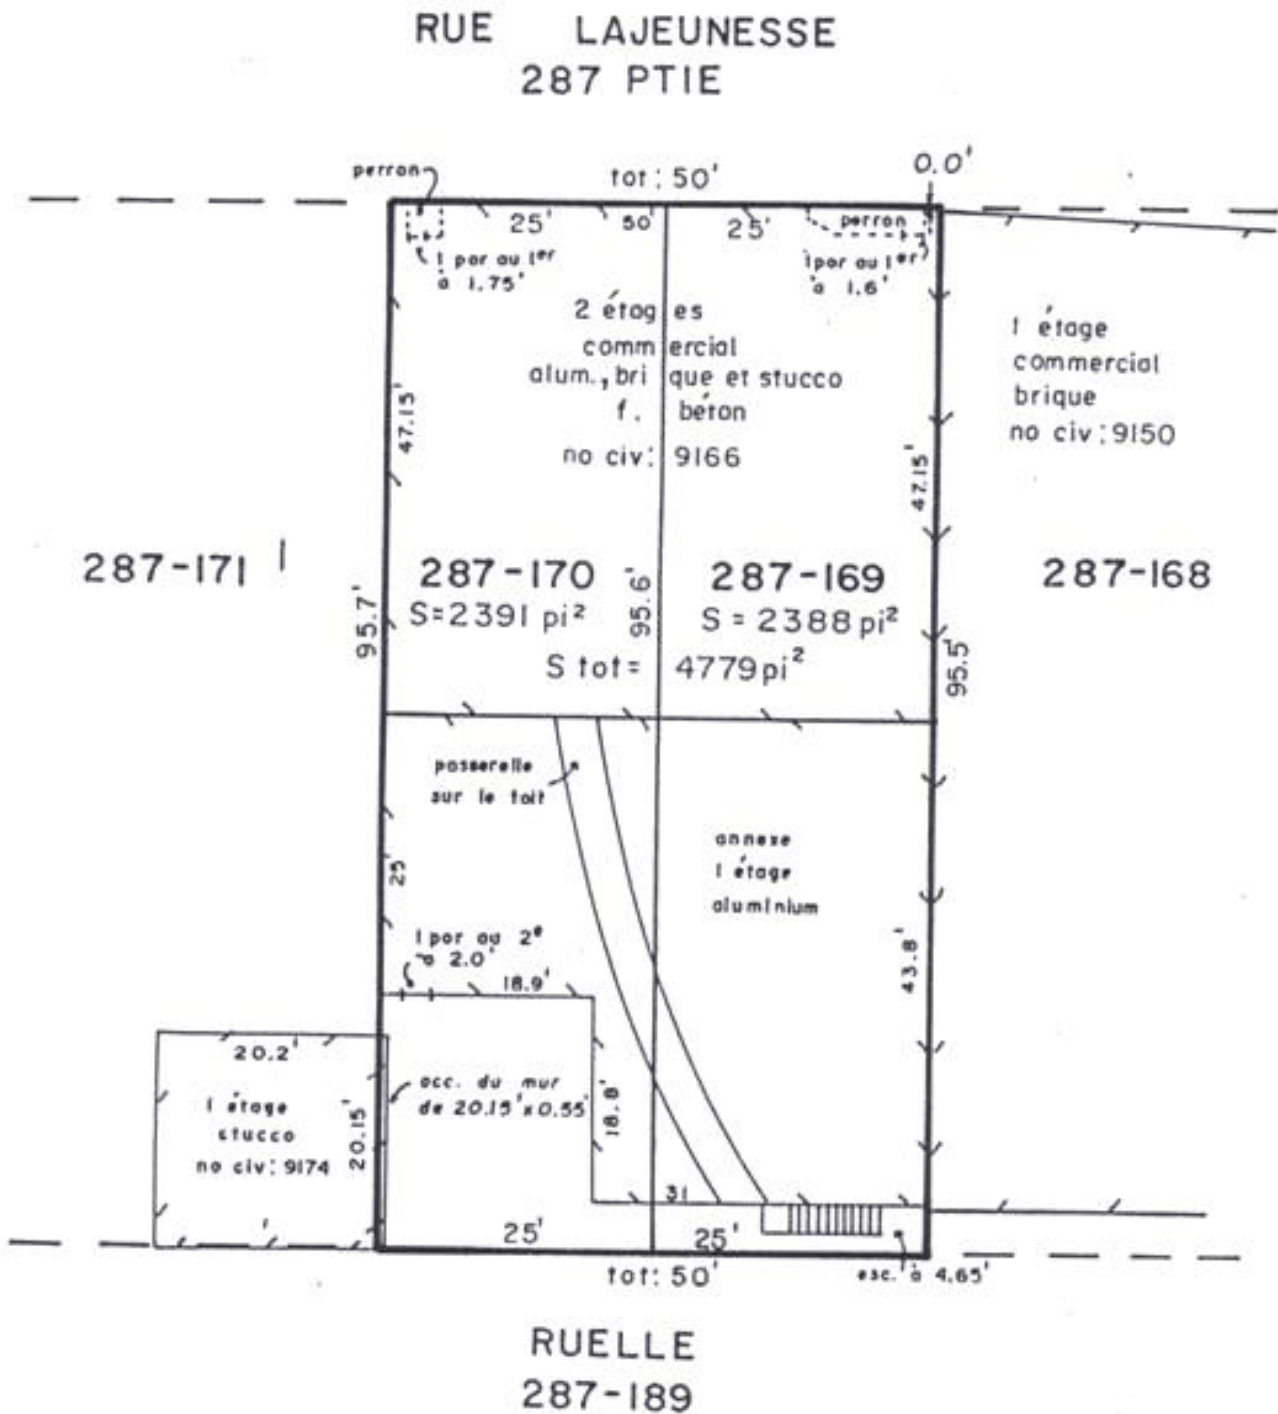 RUE LAJEUNESSE
287 PTIE
perron
tot: 50'
0.0'
25'
50'
25'
perron
1 por au 1er
à 1.75'
1 por au 1er
à 1.6'
2 étages
commercial
alum., brique et stucco
f. béton
no civ: 9166
1 étage
commercial
brique
no civ: 9150
47.15'
47.15'
287-171
287-170
287-169
287-168
95.7'
S=2391 pi²
95.6'
S = 2388 pi²
95.5'
S tot = 4779 pi²
passerelle
sur le toit
annexe
1 étage
aluminium
25'
43.8'
1 por au 2e
à 2.0'
18.9'
20.2'
1 étage
stucco
no civ: 9174
20.15'
occ. du mur
de 20.15' x 0.55'
18.8'
31
25'
25'
tot: 50'
esc. à 4.65'
RUELLE
287-189